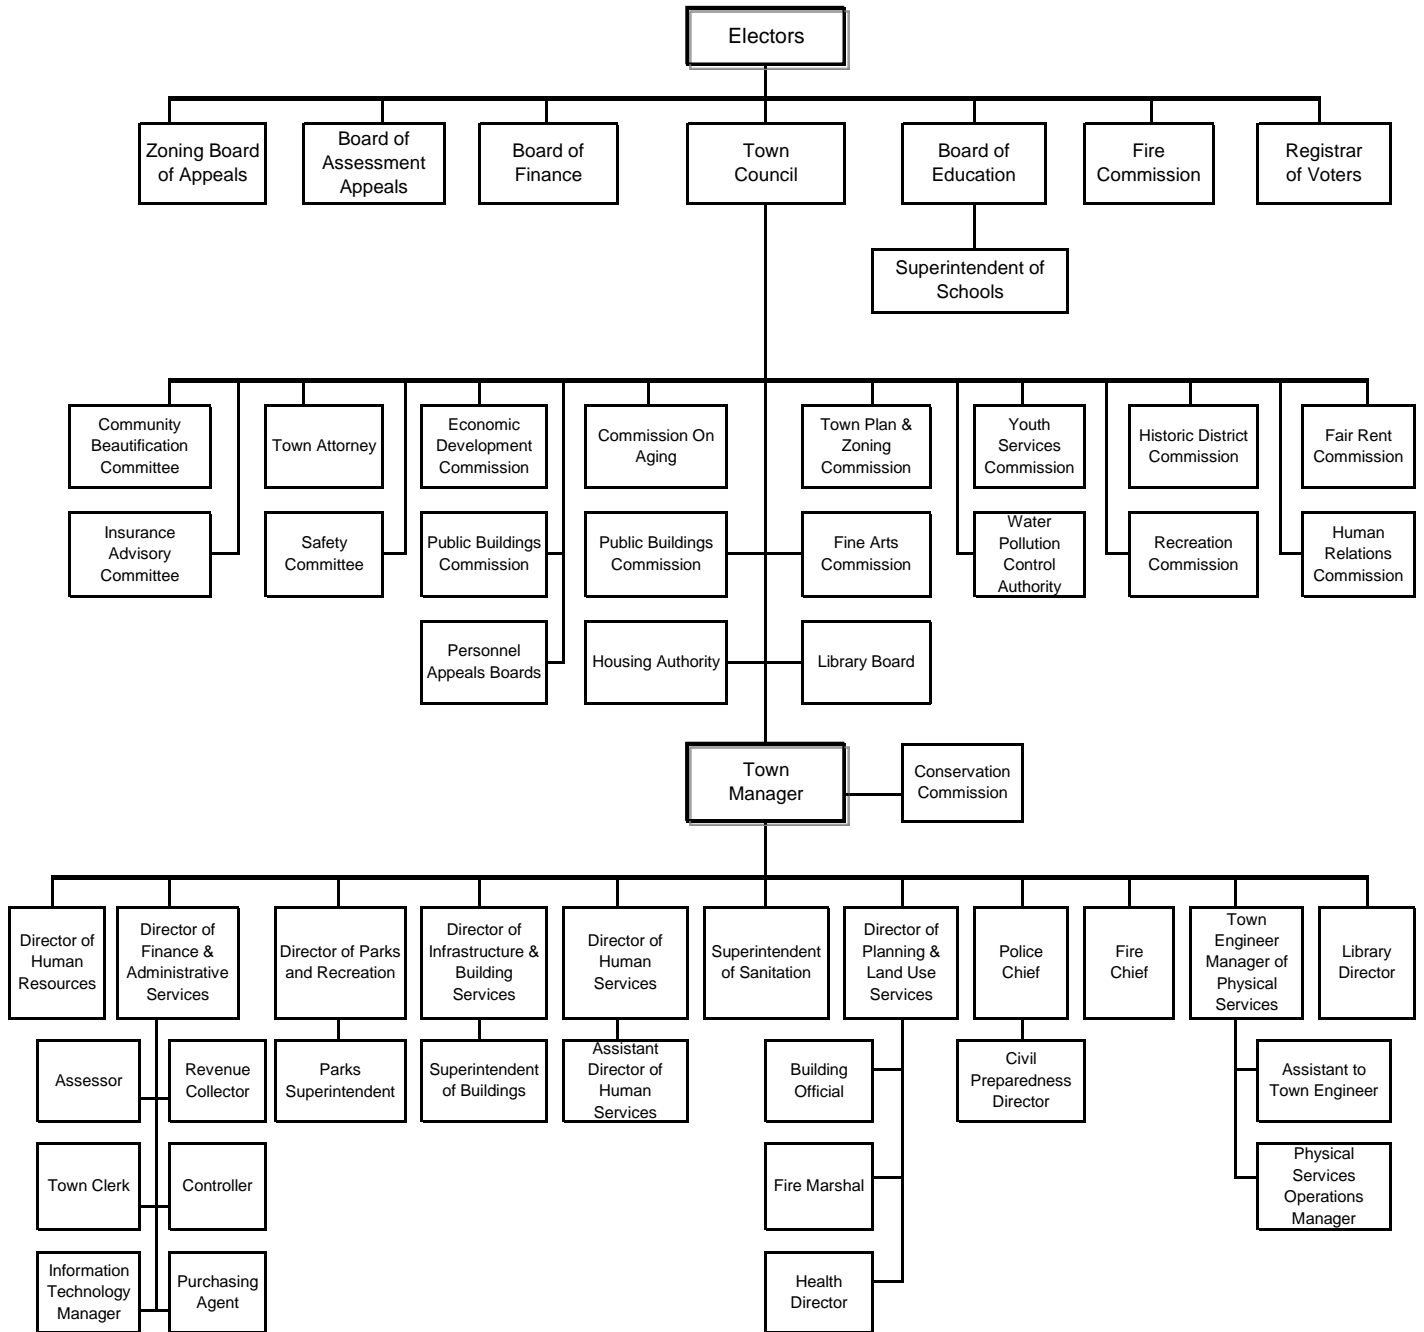 Electors
Zoning Board
of Appeals
Board of
Assessment
Appeals
Board of
Finance
Town
Council
Board of
Education
Fire
Commission
Registrar
of Voters
Superintendent of
Schools
Community
Beautification
Committee
Town Attorney
Economic
Development
Commission
Commission On
Aging
Town Plan &
Zoning
Commission
Youth
Services
Commission
Historic District
Commission
Fair Rent
Commission
Insurance
Advisory
Committee
Safety
Committee
Public Buildings
Commission
Public Buildings
Commission
Fine Arts
Commission
Water
Pollution
Control
Authority
Recreation
Commission
Human
Relations
Commission
Personnel
Appeals Boards
Housing Authority
Library Board
Town
Manager
Conservation
Commission
Director of
Human
Resources
Director of
Finance &
Administrative
Services
Director of Parks
and Recreation
Director of
Infrastructure &
Building
Services
Director of
Human
Services
Superintendent
of Sanitation
Director of
Planning &
Land Use
Services
Police
Chief
Fire
Chief
Town
Engineer
Manager of
Physical
Services
Library
Director
Assessor
Revenue
Collector
Parks
Superintendent
Superintendent
of Buildings
Assistant
Director of
Human
Services
Building
Official
Civil
Preparedness
Director
Assistant to
Town Engineer
Town Clerk
Controller
Fire Marshal
Physical
Services
Operations
Manager
Information
Technology
Manager
Purchasing
Agent
Health
Director